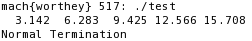 mach{worthey} 517: ./test
  3.142  6.283  9.425 12.566 15.708
Normal Termination